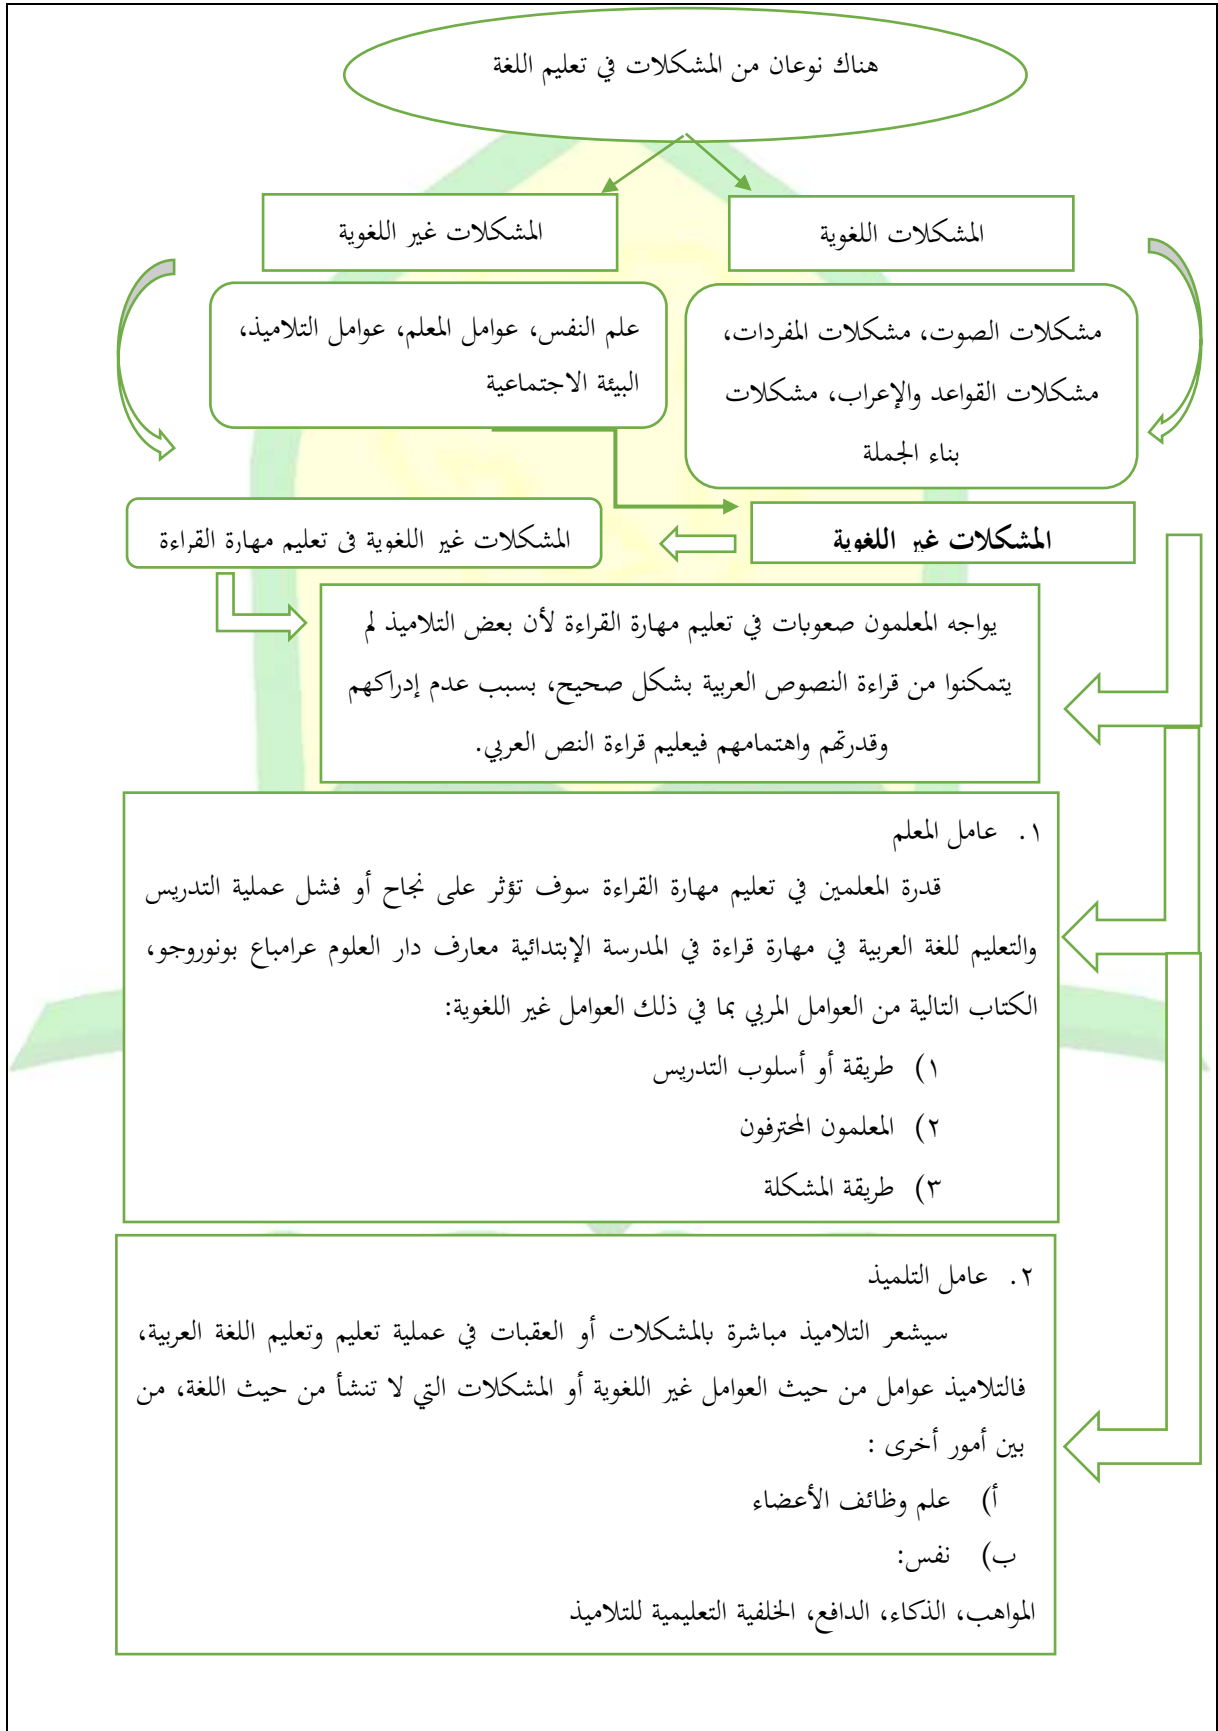 هناك نوعان من المشكلات في تعليم اللغة
المشكلات اللغوية
المشكلات غير اللغوية
مشكلات الصوت، مشكلات المفردات،
مشكلات القواعد والإعراب، مشكلات
بناء الجملة
علم النفس، عوامل المعلم، عوامل التلاميذ،
البيئة الاجتماعية
المشكلات غير اللغوية
المشكلات غير اللغوية في تعليم مهارة القراءة
يواجه المعلمون صعوبات في تعليم مهارة القراءة لأن بعض التلاميذ لم
يتمكنوا من قراءة النصوص العربية بشكل صحيح، بسبب عدم إدراكهم
وقدرتهم واهتمامهم فيعليم قراءة النص العربي.
١. عامل المعلم
قدرة المعلمين في تعليم مهارة القراءة سوف تؤثر على نجاح أو فشل عملية التدريس
والتعليم للغة العربية في مهارة قراءة في المدرسة الإبتدائية معارف دار العلوم عرامباع بونوروجو،
الكتاب التالية من العوامل المربي بما في ذلك العوامل غير اللغوية:
١) طريقة أو أسلوب التدريس
٢) المعلمون المحترفون
٣) طريقة المشكلة
٢. عامل التلميذ
سيشعر التلاميذ مباشرة بالمشكلات أو العقبات في عملية تعليم وتعليم اللغة العربية،
فالتلاميذ عوامل من حيث العوامل غير اللغوية أو المشكلات التي لا تنشأ من حيث اللغة، من
بين أمور أخرى :
أ) علم وظائف الأعضاء
ب) نفس:
المواهب، الذكاء، الدافع، الخلفية التعليمية للتلاميذ